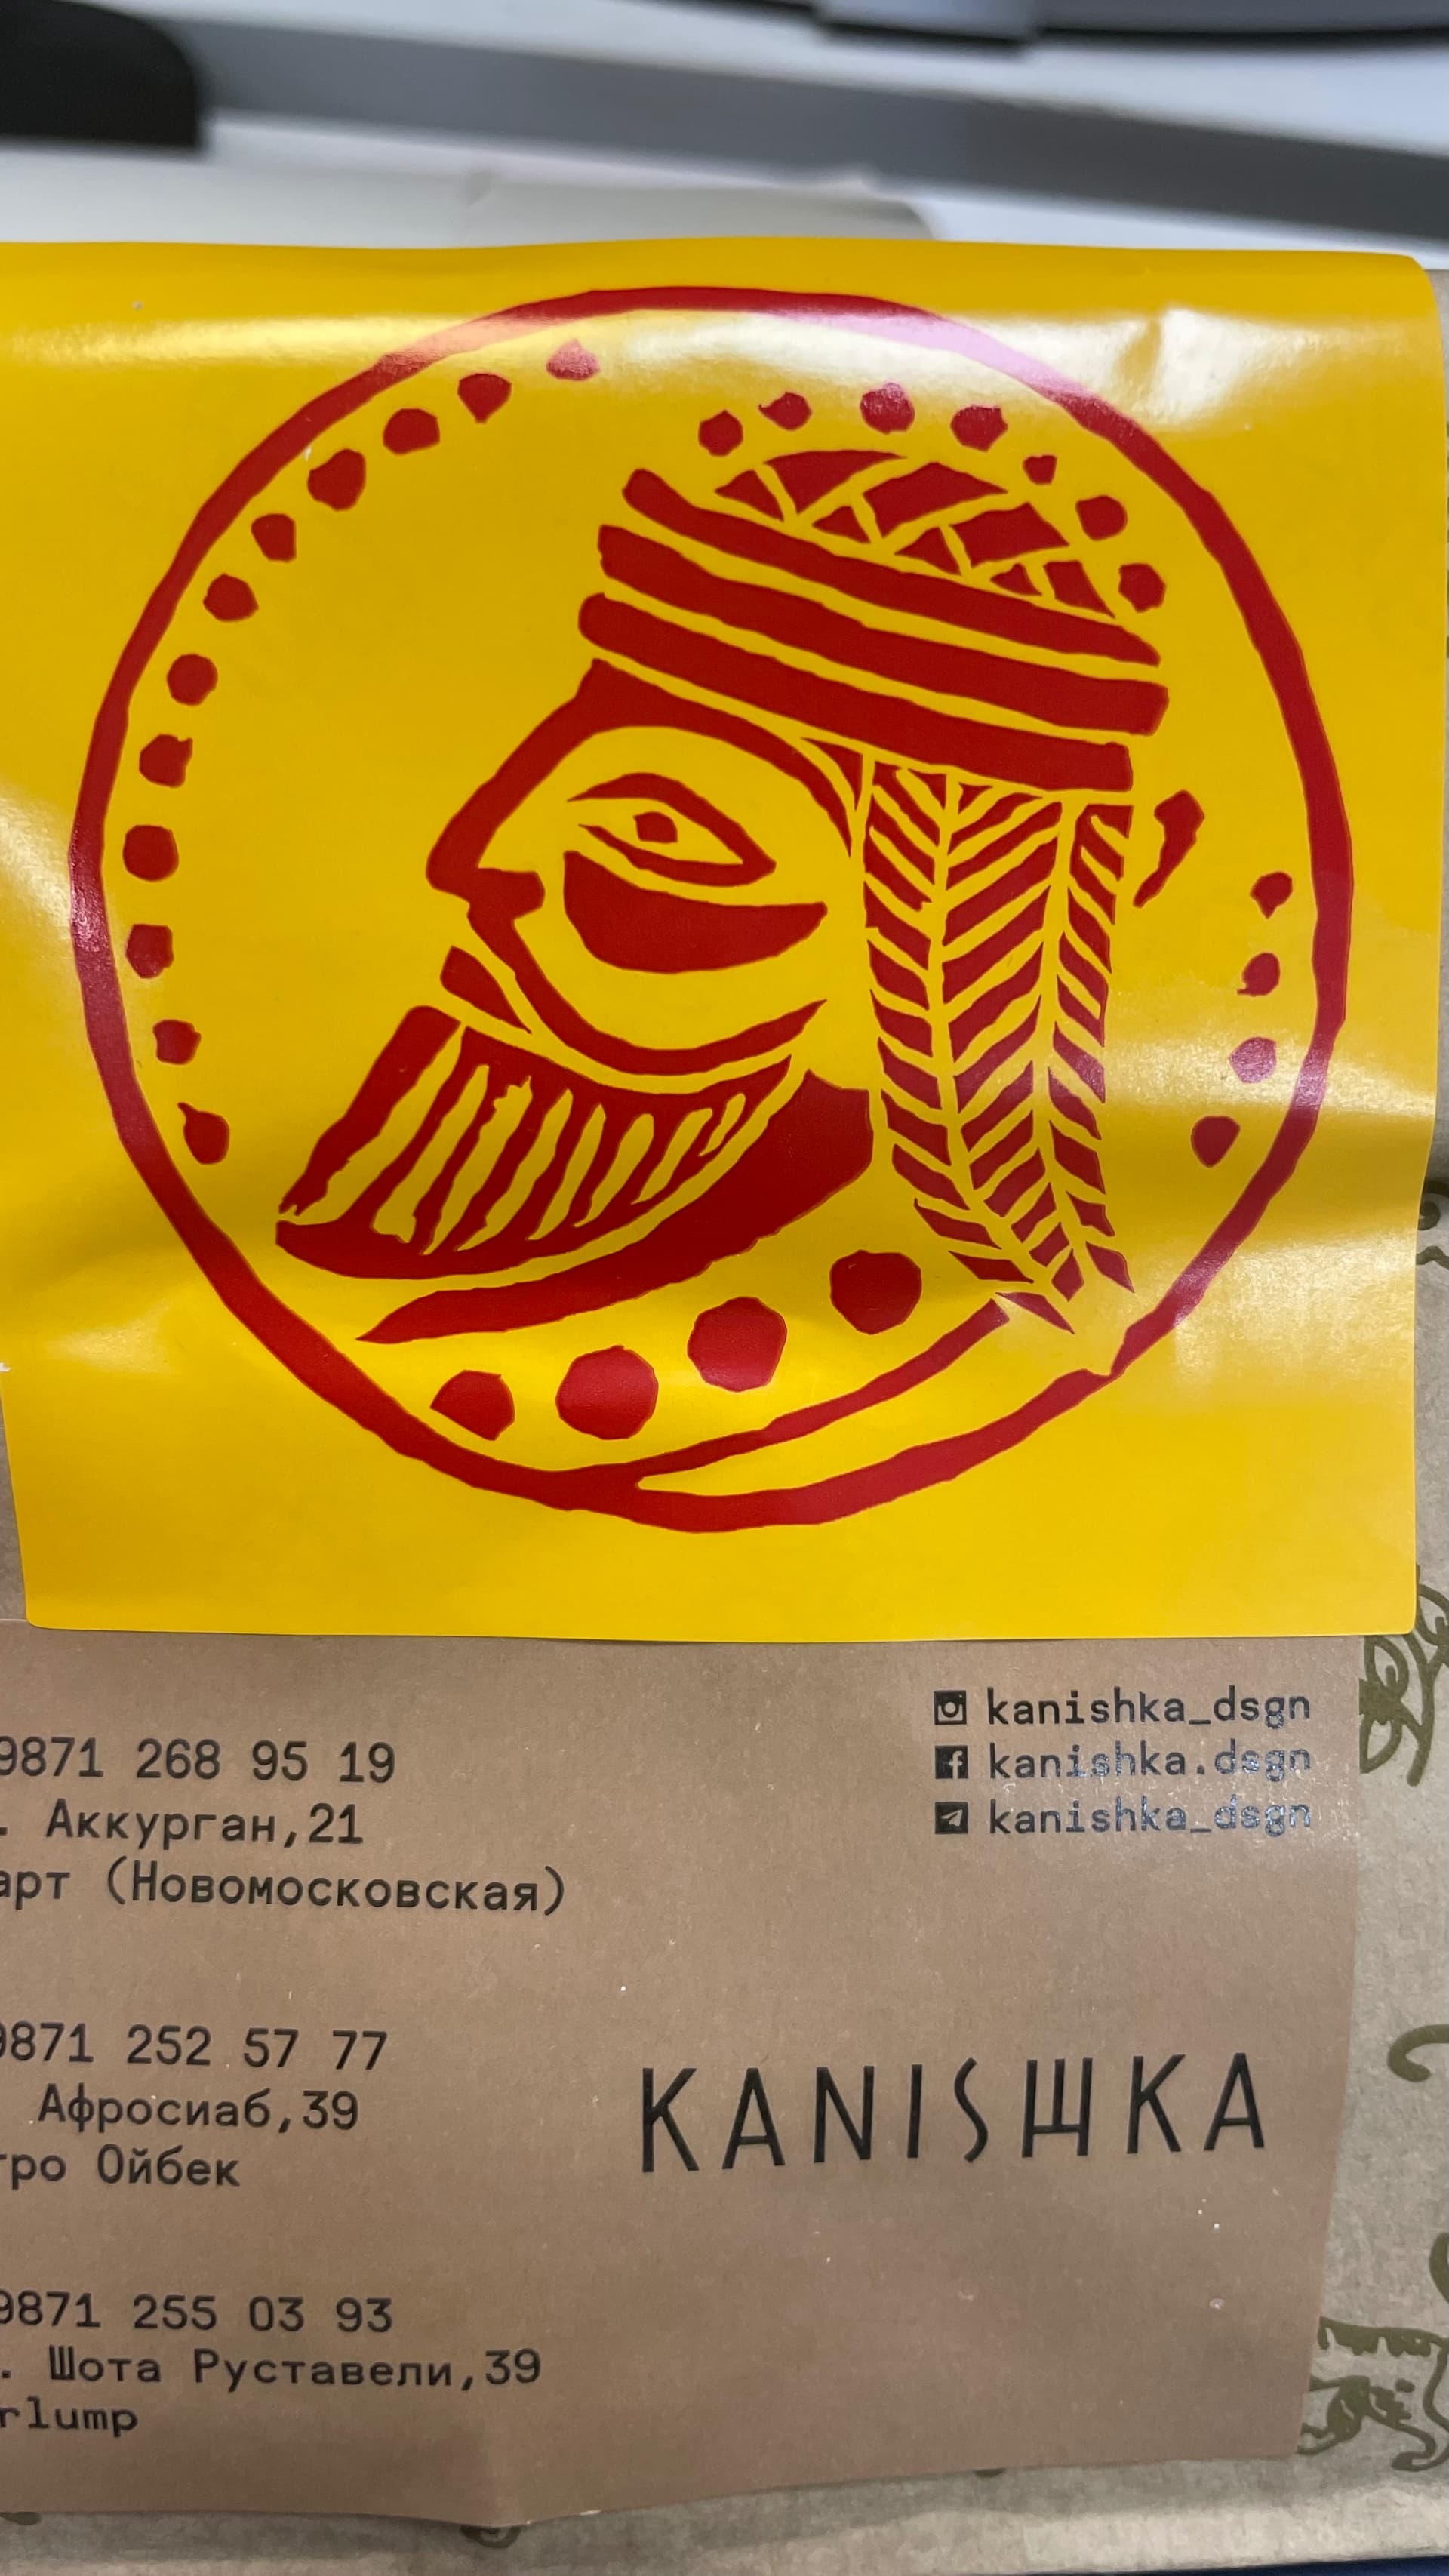 kanishka_dsgn
kanishka.dsgn
kanishka_dsgn
9871 268 95 19
. Аккурган,21
арт (Новомосковская)
9871 252 57 77
Афросиаб,39
тро Ойбек
KANISШKA
9871 255 03 93
. Шота Руставели,39
rlump